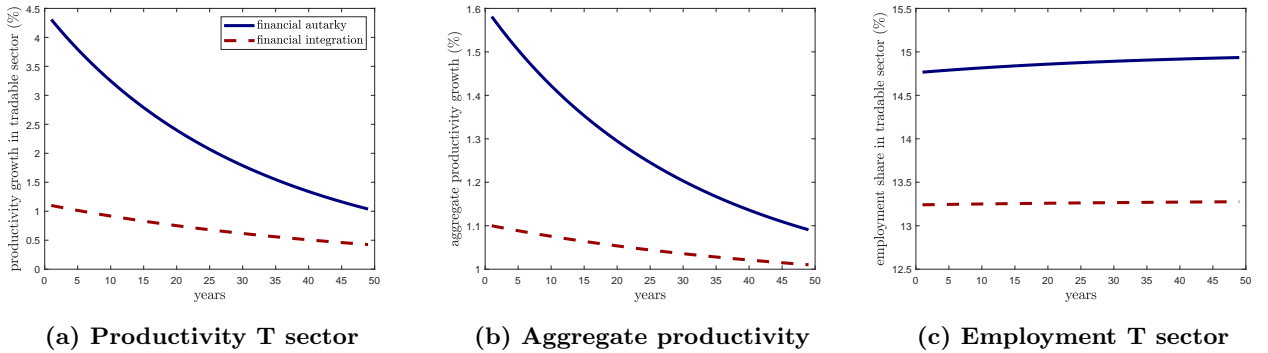 productivity growth in tradable sector (%)
4.5
4
3.5
3
2.5
2
1.5
1
0.5
0
financial autarky
financial integration
0 5 10 15 20 25 30 35 40 45 50
years
(a) Productivity T sector
aggregate productivity growth (%)
1.6
1.5
1.4
1.3
1.2
1.1
1
0 5 10 15 20 25 30 35 40 45 50
years
(b) Aggregate productivity
employment share in tradable sector (%)
15.5
15
14.5
14
13.5
13
12.5
0 5 10 15 20 25 30 35 40 45 50
years
(c) Employment T sector